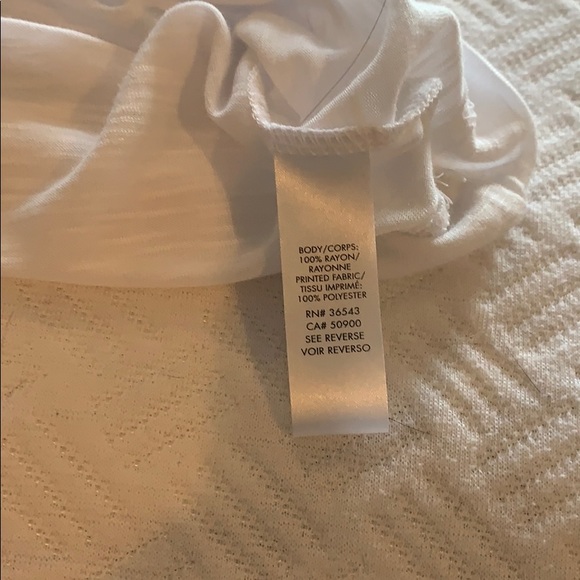 BODY/CORPS:
100% RAYON/
RAYONNE
PRINTED FABRIC/
TISSU IMPRIMÉ:
100% POLYESTER
RN# 36543
CA# 50900
SEE REVERSE
VOIR REVERSO